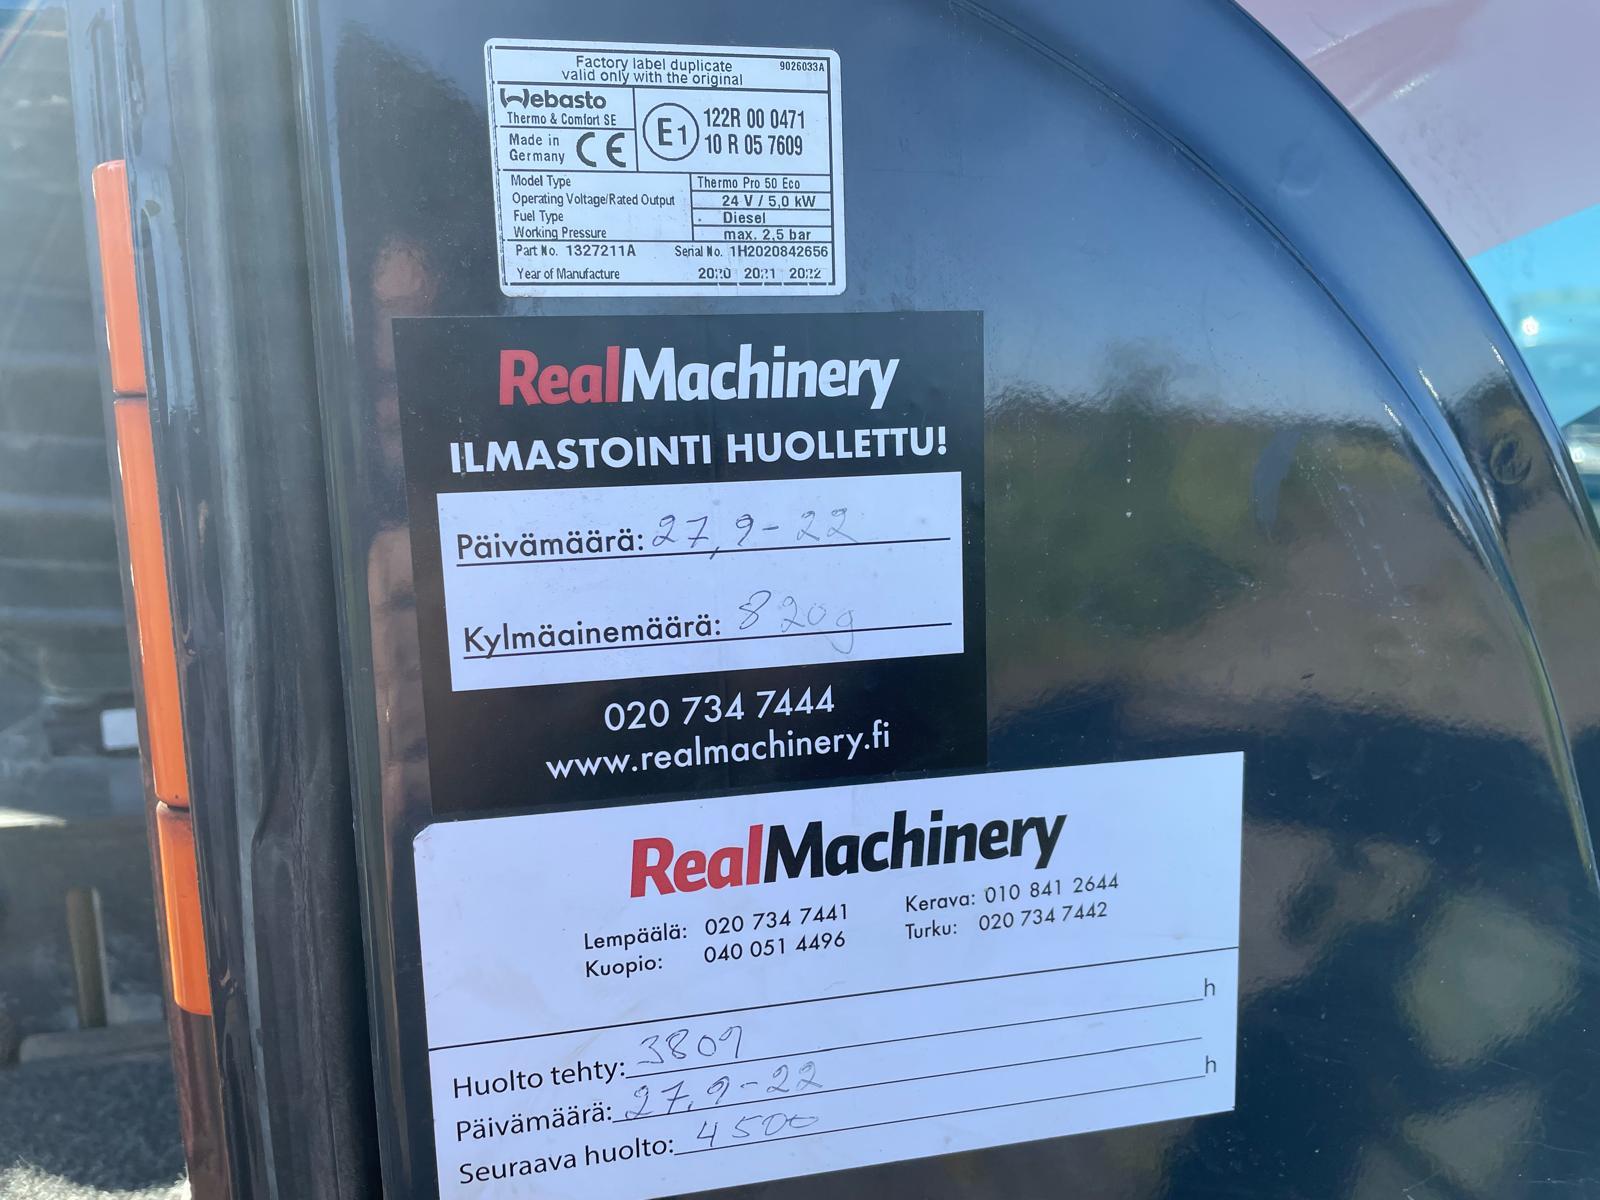 Factory label duplicate 9026033A
valid only with the original
Webasto
Thermo & Comfort SE
Made in
Germany
CE
E1
122R 00 0471
10 R 05 7609
Model Type Thermo Pro 50 Eco
Operating Voltage/Rated Output 24 V / 5,0 kW
Fuel Type Diesel
Working Pressure max. 2,5 bar
Part No. 1327211A Serial No. 1H2020842656
Year of Manufacture 2020 2021 2022
RealMachinery
ILMASTOINTI HUOLLETTU!
Päivämäärä: 27,9-22
Kylmäainemäärä: 820g
020 734 7444
www.realmachinery.fi
RealMachinery
Lempäälä: 020 734 7441 Kerava: 010 841 2644
Kuopio: 040 051 4496 Turku: 020 734 7442
Huolto tehty: 3809 h
Päivämäärä: 27,9-22
Seuraava huolto: 4500 h